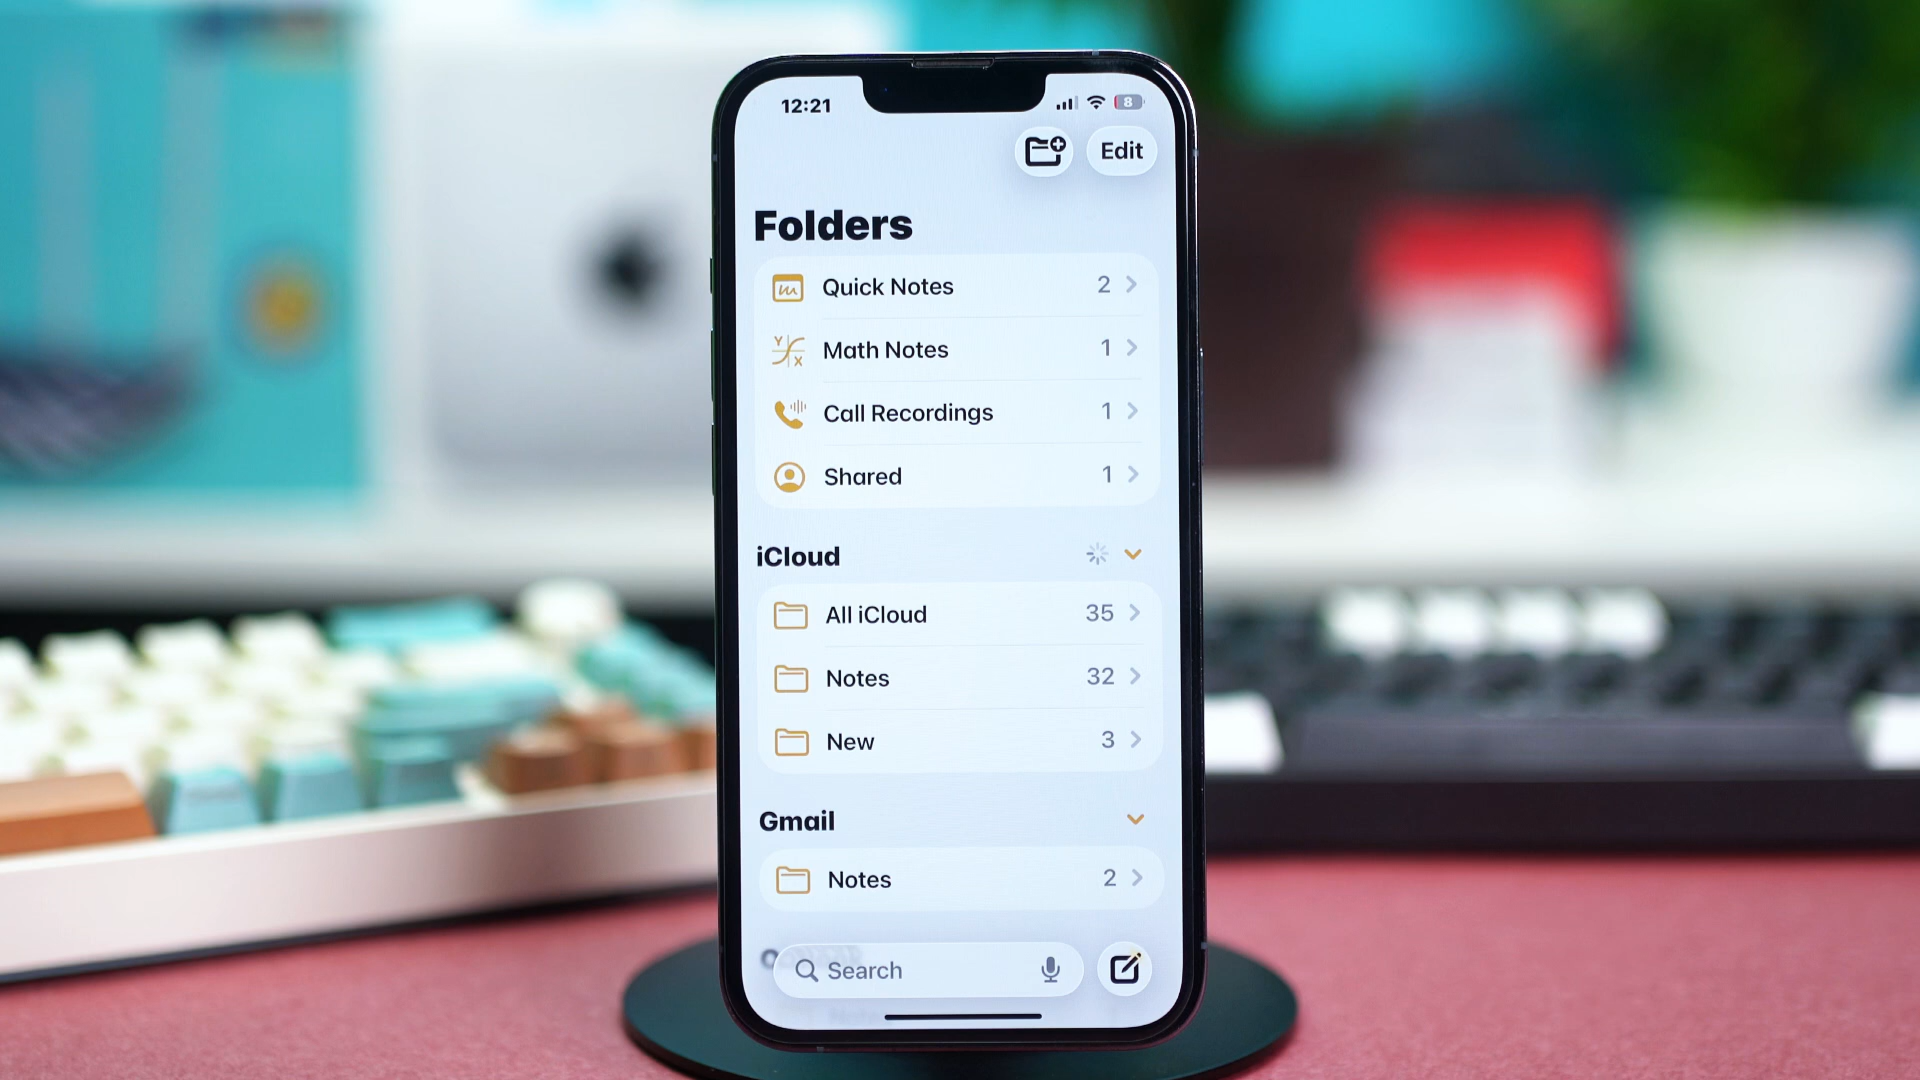 12:21 8
Edit
Folders
Quick Notes 2
Math Notes 1
Call Recordings 1
Shared 1
iCloud
All iCloud 35
Notes 32
New 3
Gmail
Notes 2
Search